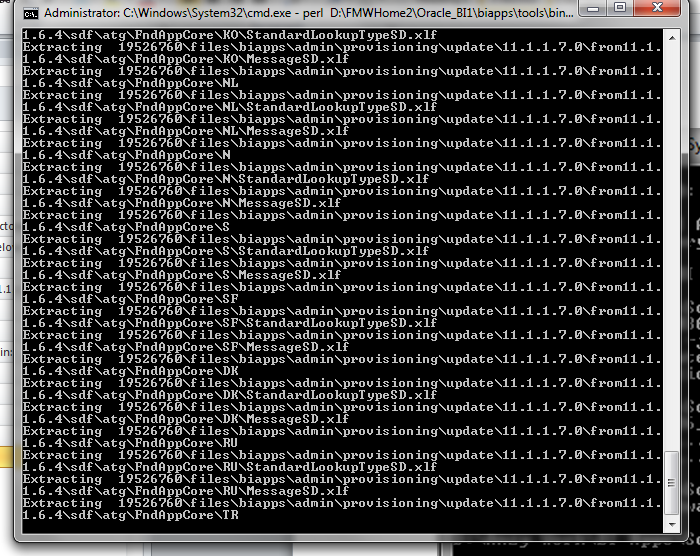 Administrator: C:\Windows\System32\cmd.exe - perl D:\FMWHome2\Oracle_BI1\biapps\tools\bin...
1.6.4\sdf\atg\FndAppCore\KO\StandardLookupTypeSD.xlf
Extracting 19526760\files\biapps\admin\provisioning\update\11.1.1.7.0\from11.1.
1.6.4\sdf\atg\FndAppCore\KO\MessageSD.xlf
Extracting 19526760\files\biapps\admin\provisioning\update\11.1.1.7.0\from11.1.
1.6.4\sdf\atg\FndAppCore\NL
Extracting 19526760\files\biapps\admin\provisioning\update\11.1.1.7.0\from11.1.
1.6.4\sdf\atg\FndAppCore\NL\StandardLookupTypeSD.xlf
Extracting 19526760\files\biapps\admin\provisioning\update\11.1.1.7.0\from11.1.
1.6.4\sdf\atg\FndAppCore\NL\MessageSD.xlf
Extracting 19526760\files\biapps\admin\provisioning\update\11.1.1.7.0\from11.1.
1.6.4\sdf\atg\FndAppCore\N
Extracting 19526760\files\biapps\admin\provisioning\update\11.1.1.7.0\from11.1.
1.6.4\sdf\atg\FndAppCore\N\StandardLookupTypeSD.xlf
Extracting 19526760\files\biapps\admin\provisioning\update\11.1.1.7.0\from11.1.
1.6.4\sdf\atg\FndAppCore\N\MessageSD.xlf
Extracting 19526760\files\biapps\admin\provisioning\update\11.1.1.7.0\from11.1.
1.6.4\sdf\atg\FndAppCore\S
Extracting 19526760\files\biapps\admin\provisioning\update\11.1.1.7.0\from11.1.
1.6.4\sdf\atg\FndAppCore\S\StandardLookupTypeSD.xlf
Extracting 19526760\files\biapps\admin\provisioning\update\11.1.1.7.0\from11.1.
1.6.4\sdf\atg\FndAppCore\S\MessageSD.xlf
Extracting 19526760\files\biapps\admin\provisioning\update\11.1.1.7.0\from11.1.
1.6.4\sdf\atg\FndAppCore\SF
Extracting 19526760\files\biapps\admin\provisioning\update\11.1.1.7.0\from11.1.
1.6.4\sdf\atg\FndAppCore\SF\StandardLookupTypeSD.xlf
Extracting 19526760\files\biapps\admin\provisioning\update\11.1.1.7.0\from11.1.
1.6.4\sdf\atg\FndAppCore\SF\MessageSD.xlf
Extracting 19526760\files\biapps\admin\provisioning\update\11.1.1.7.0\from11.1.
1.6.4\sdf\atg\FndAppCore\DK
Extracting 19526760\files\biapps\admin\provisioning\update\11.1.1.7.0\from11.1.
1.6.4\sdf\atg\FndAppCore\DK\StandardLookupTypeSD.xlf
Extracting 19526760\files\biapps\admin\provisioning\update\11.1.1.7.0\from11.1.
1.6.4\sdf\atg\FndAppCore\DK\MessageSD.xlf
Extracting 19526760\files\biapps\admin\provisioning\update\11.1.1.7.0\from11.1.
1.6.4\sdf\atg\FndAppCore\RU
Extracting 19526760\files\biapps\admin\provisioning\update\11.1.1.7.0\from11.1.
1.6.4\sdf\atg\FndAppCore\RU\StandardLookupTypeSD.xlf
Extracting 19526760\files\biapps\admin\provisioning\update\11.1.1.7.0\from11.1.
1.6.4\sdf\atg\FndAppCore\RU\MessageSD.xlf
Extracting 19526760\files\biapps\admin\provisioning\update\11.1.1.7.0\from11.1.
1.6.4\sdf\atg\FndAppCore\TR